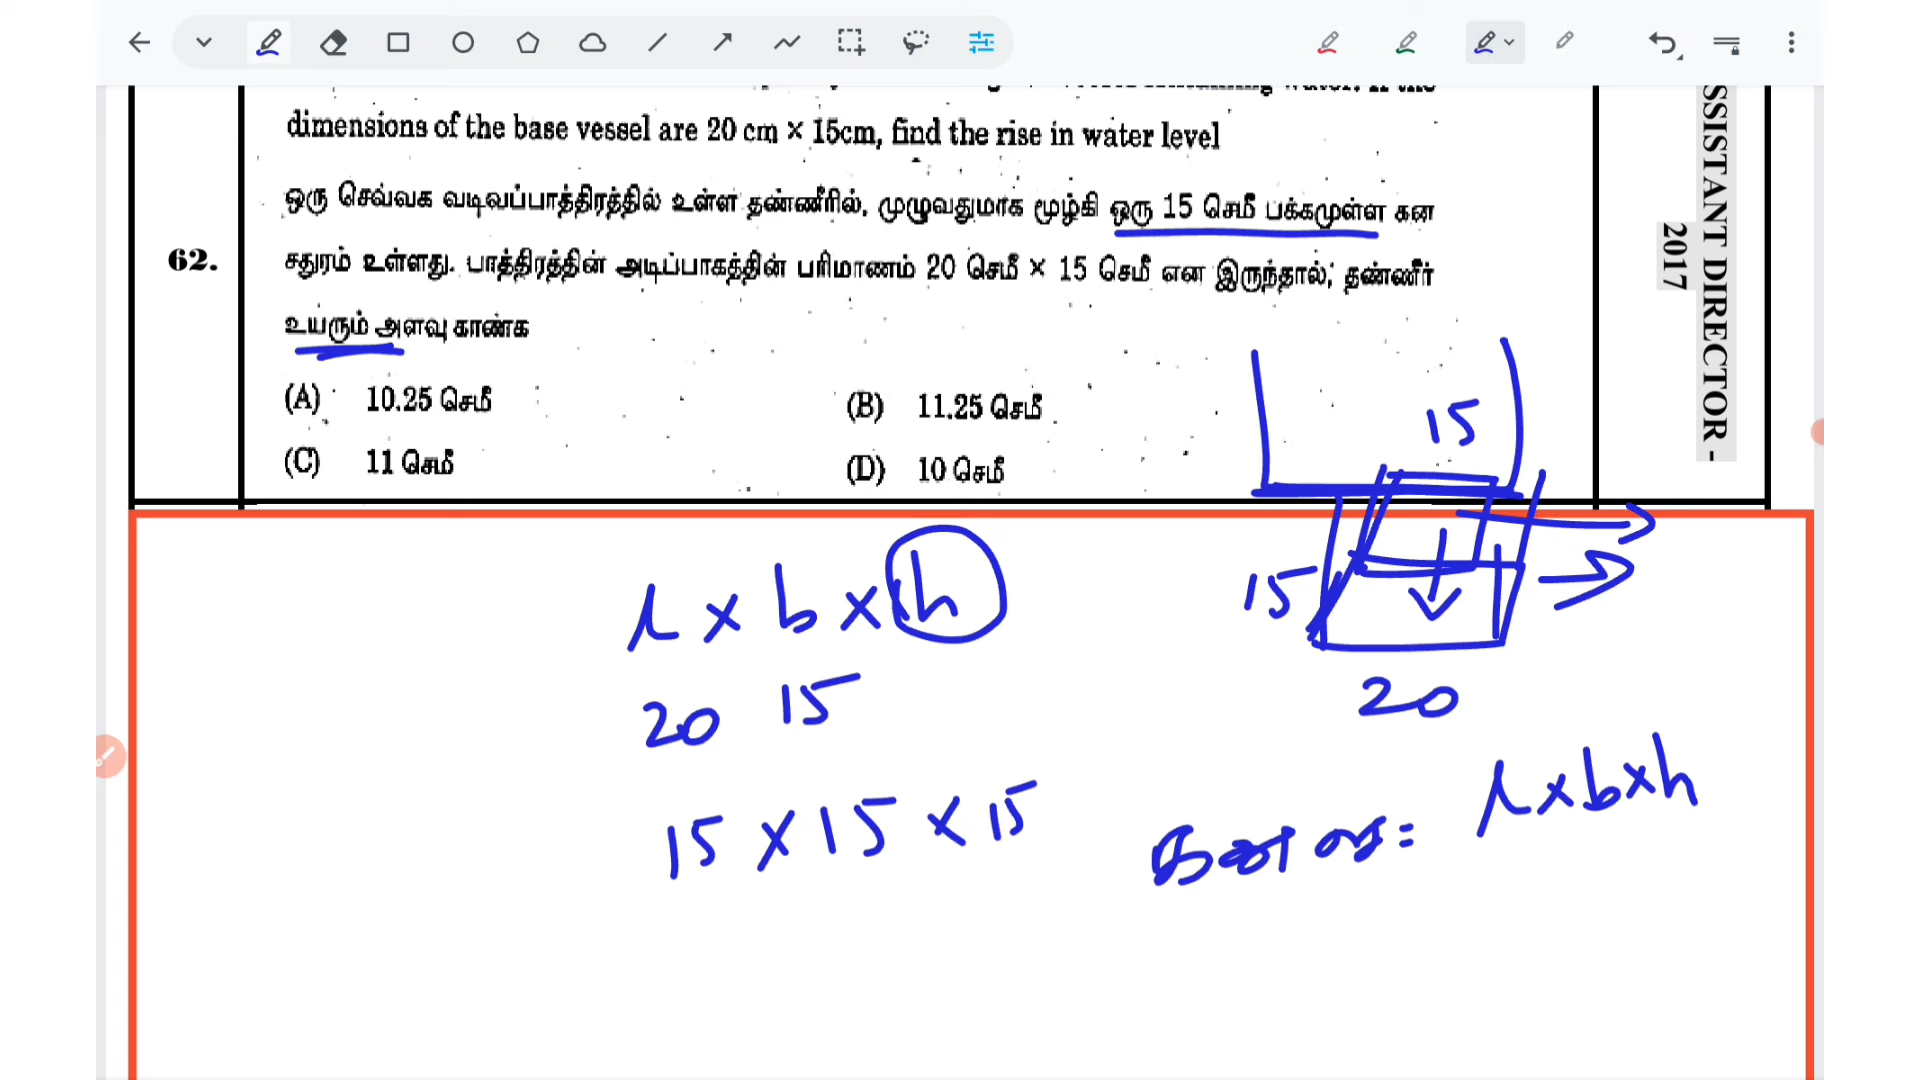 dimensions of the base vessel are 20 cm × 15cm, find the rise in water level
ஒரு செவ்வக வடிவப்பாத்திரத்தில் உள்ள தண்ணீரில், முழுவதுமாக மூழ்கி ஒரு 15 செமீ பக்கமுள்ள கன
62.
சதுரம் உள்ளது. பாத்திரத்தின் அடிப்பாகத்தின் பரிமாணம் 20 செமீ × 15 செமீ என இருந்தால், தண்ணீர்
உயரும் அளவு காண்க
(A) 10.25 செமீ (B) 11.25 செமீ
(C) 11 செமீ (D) 10 செமீ
SSISTANT DIRECTOR -
2017
15
l × b × h
15
20 15
20
l×b×h
15 × 15 × 15